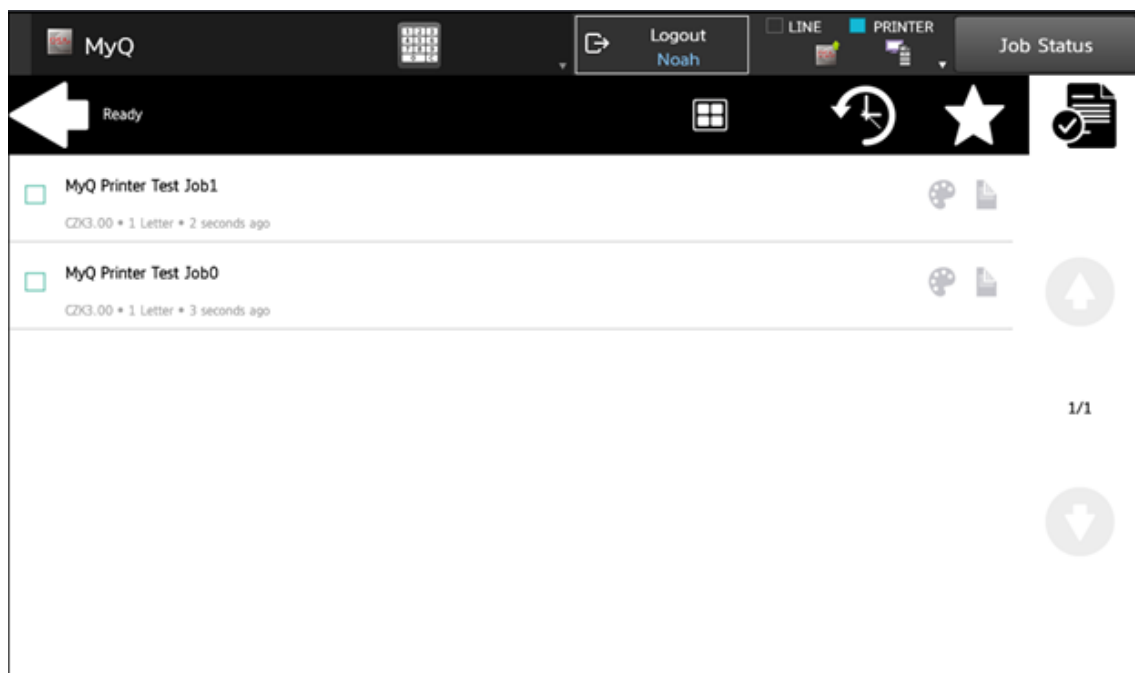 MyQ
Logout
Noah
LINE
PRINTER
Job Status
Ready
MyQ Printer Test Job1
CZK3.00 • 1 Letter • 2 seconds ago
MyQ Printer Test Job0
CZK3.00 • 1 Letter • 3 seconds ago
1/1